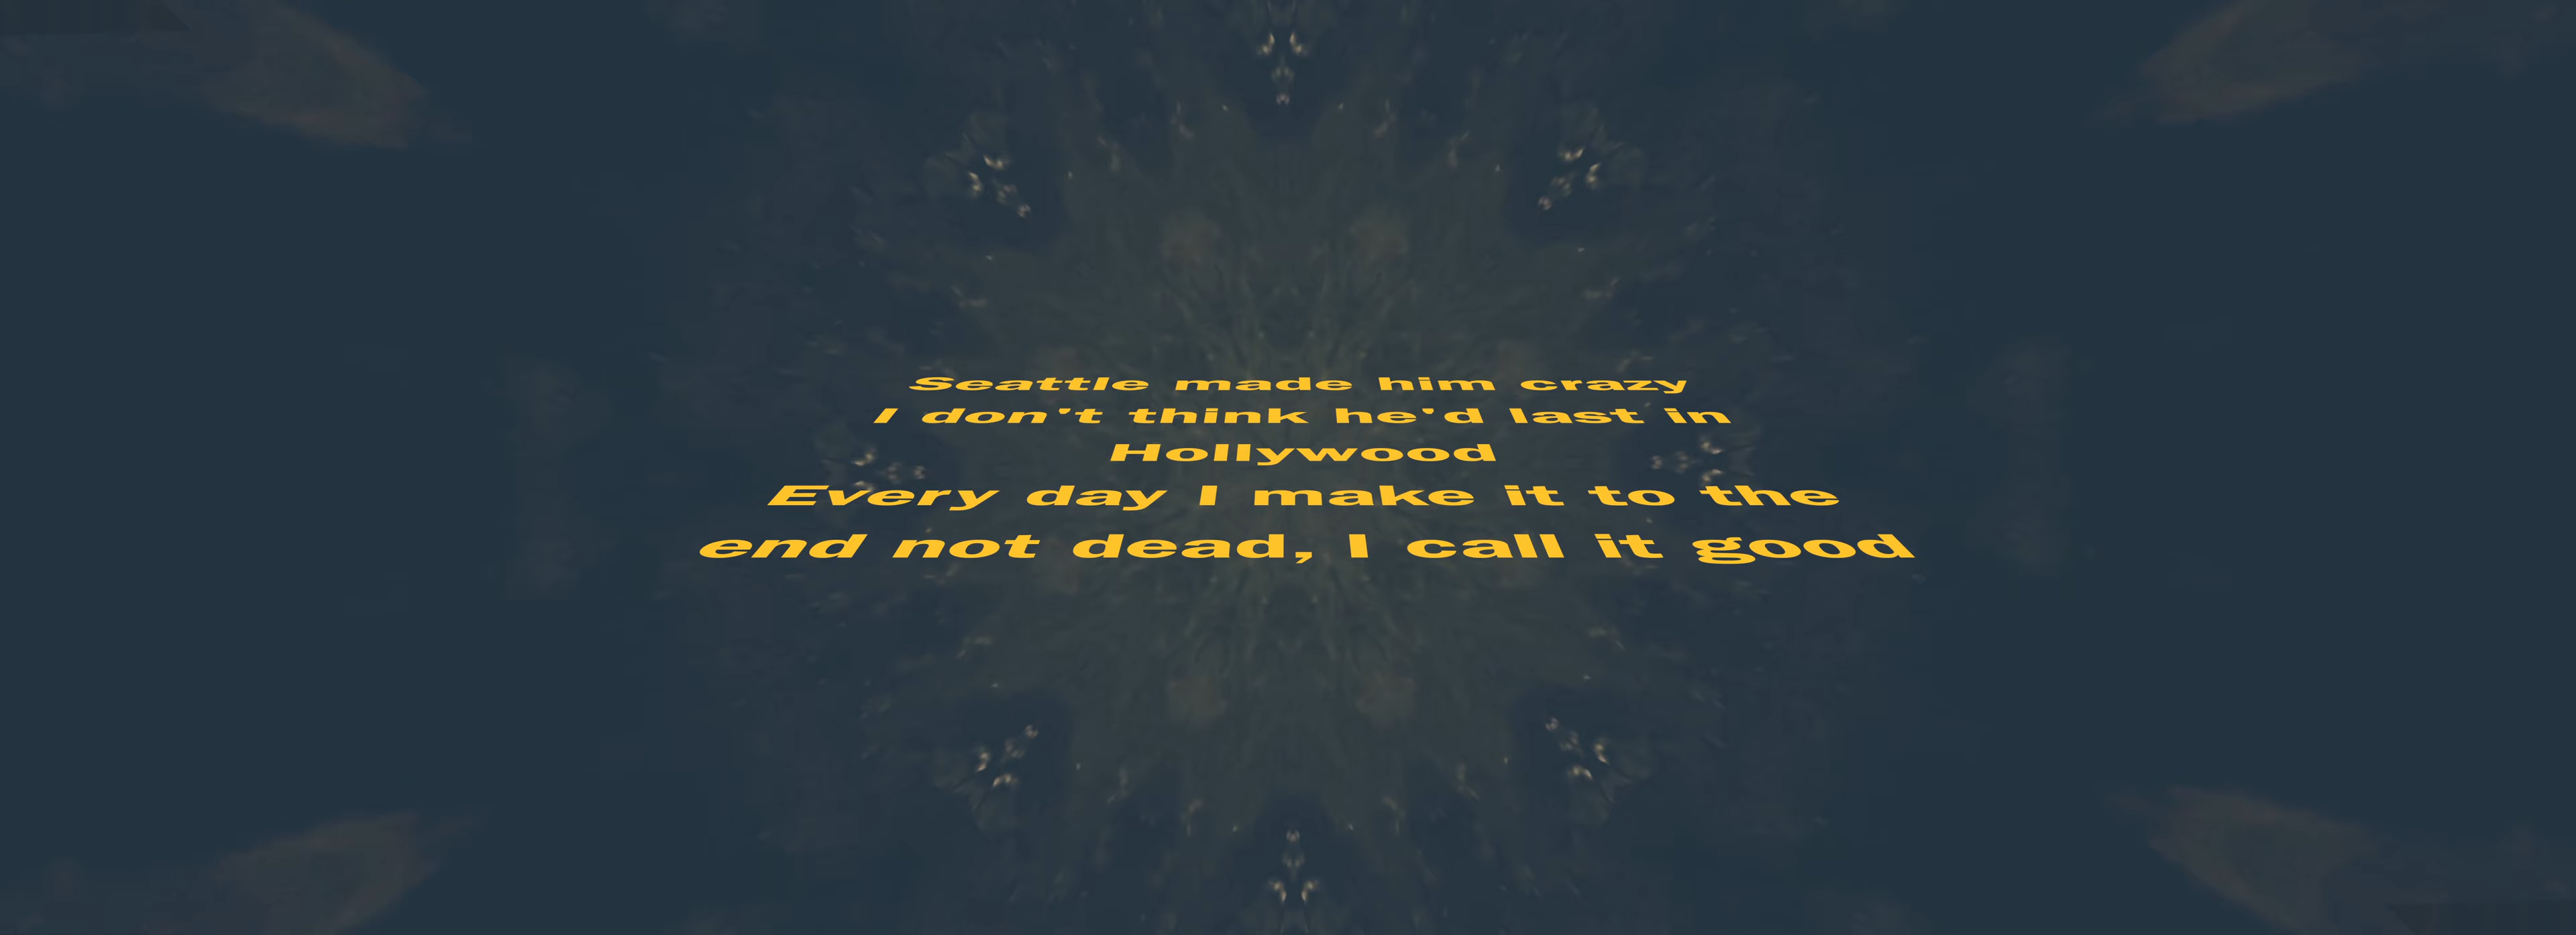 Seattle made him crazy
I don't think he'd last in
Hollywood
Every day I make it to the
end not dead, I call it good